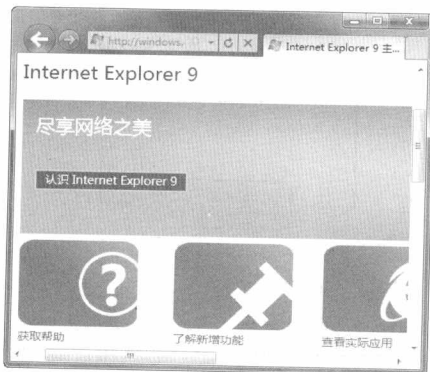 http://windows.
Internet Explorer 9 主...
Internet Explorer 9
尽享网络之美
认识 Internet Explorer 9
获取帮助
了解新增功能
查看实际应用